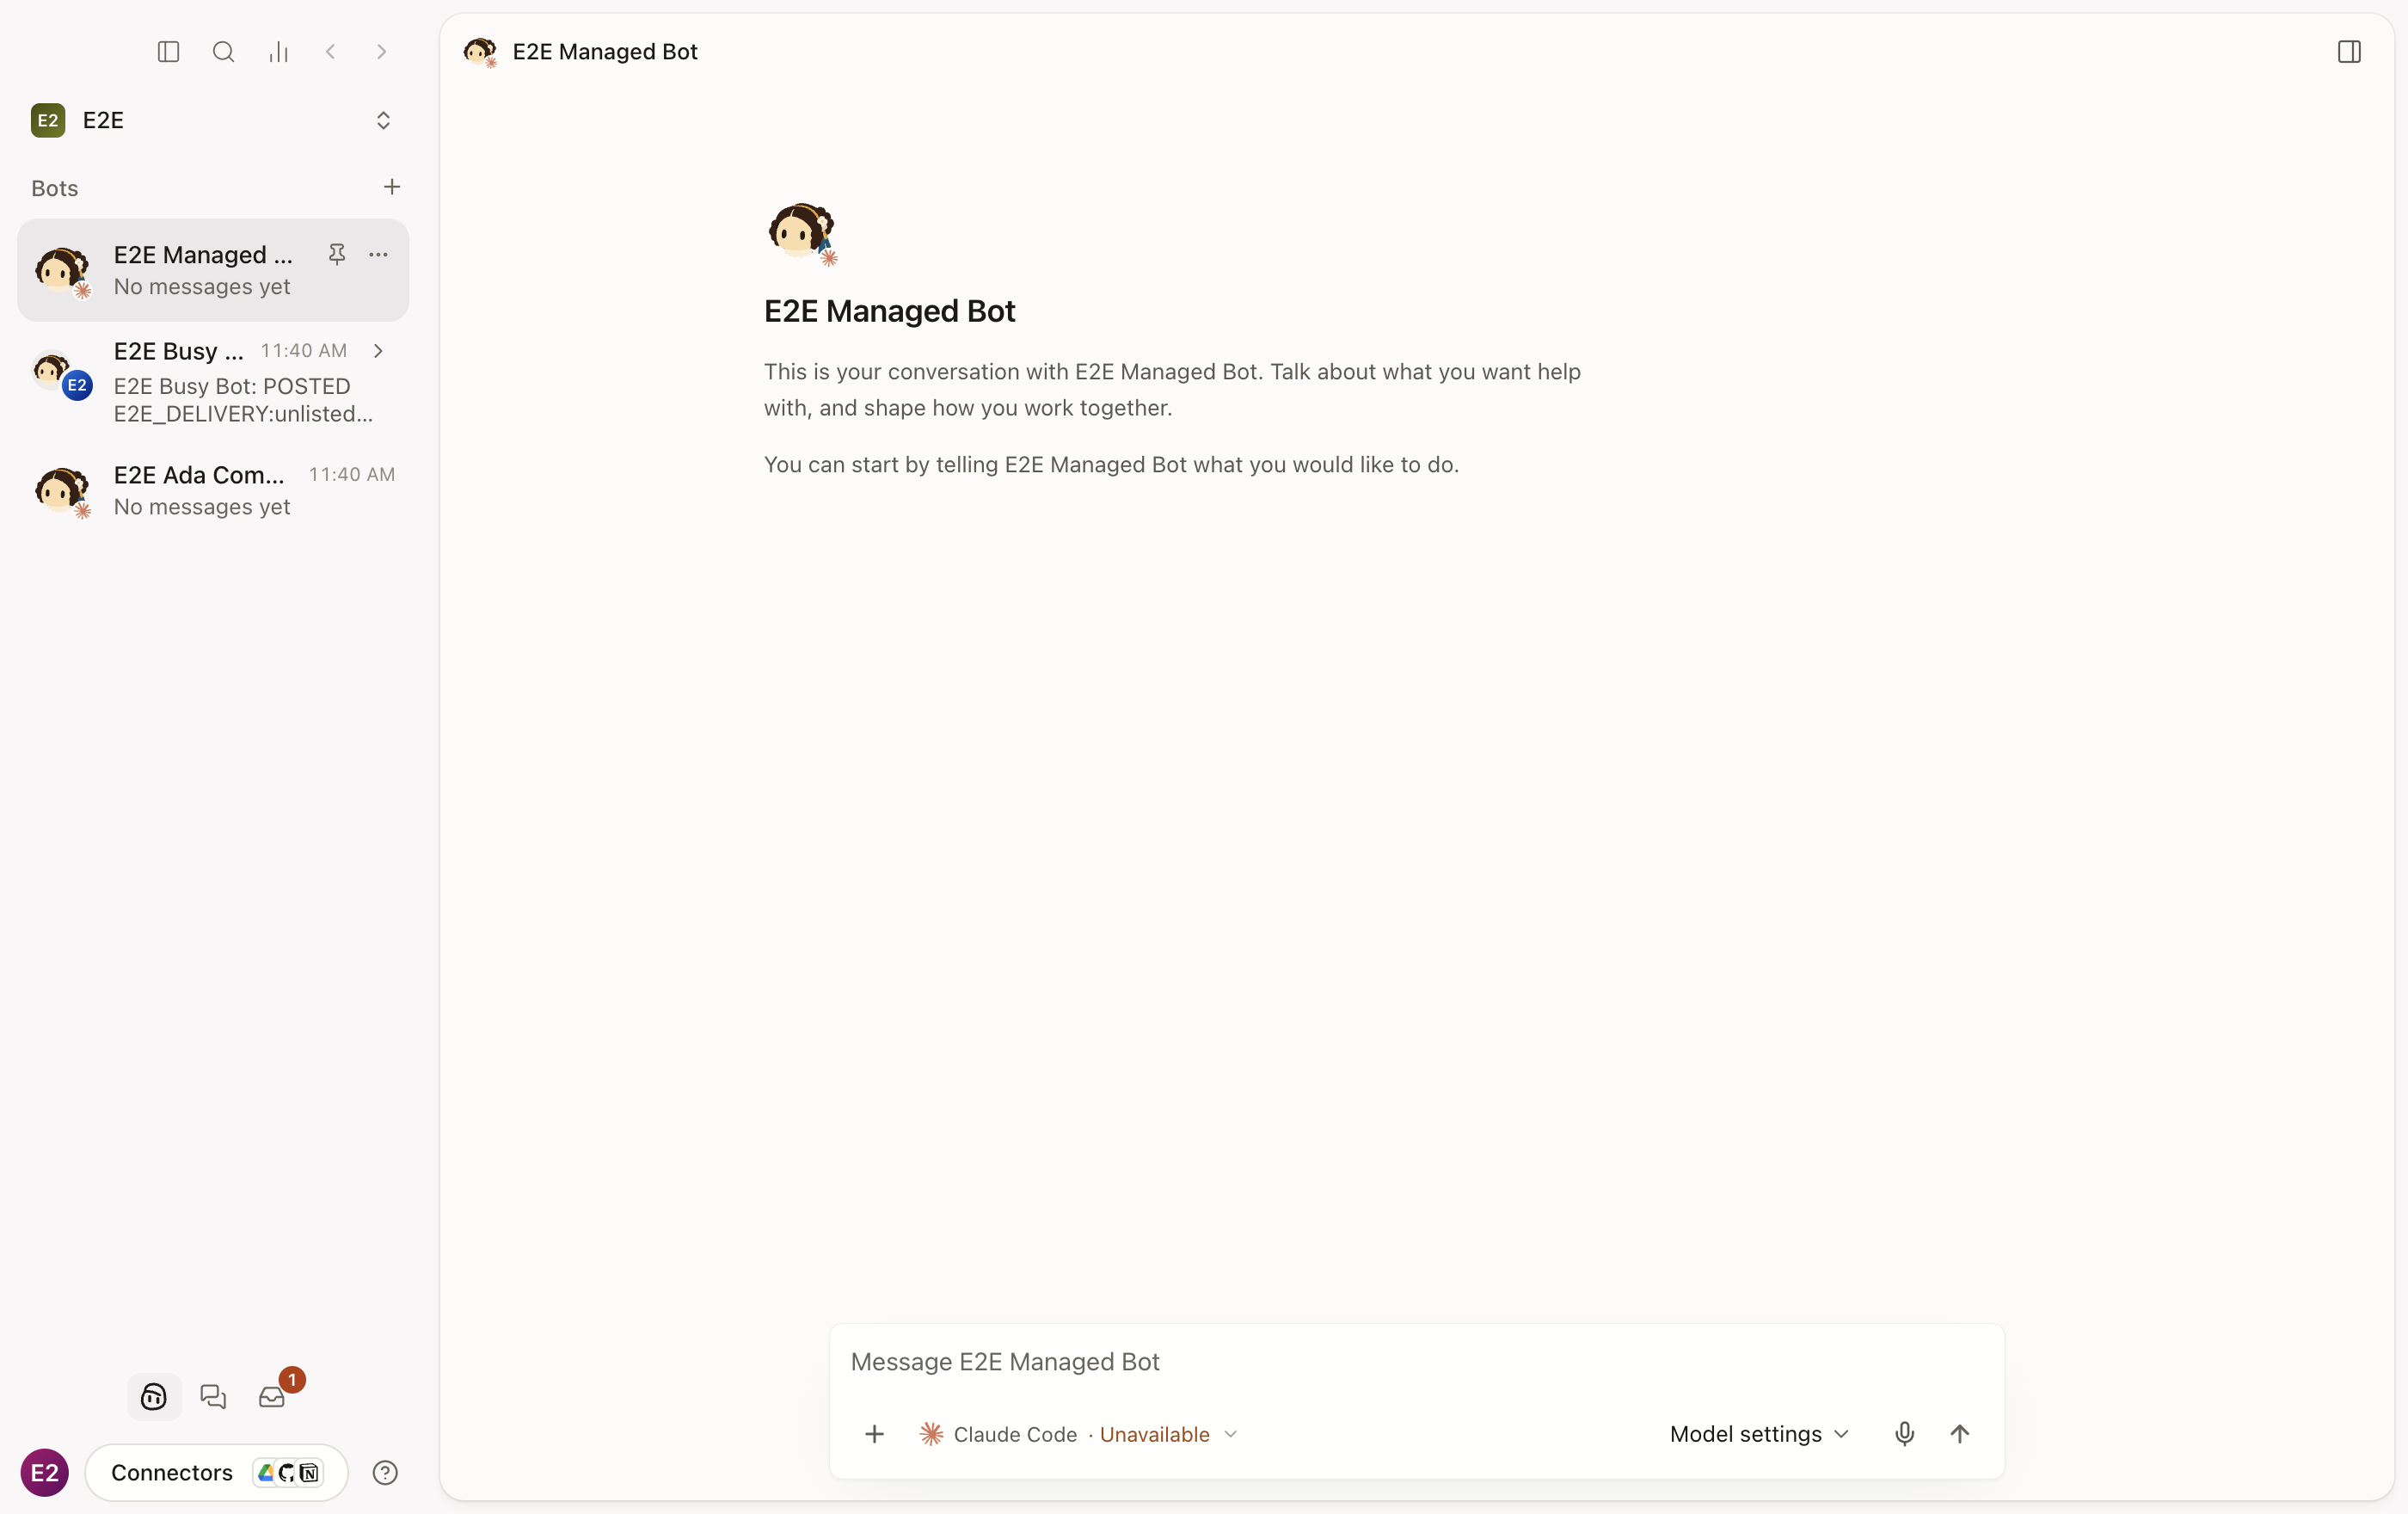 E2E Managed Bot
E2 E2E
Bots
E2E Managed ...
No messages yet
E2E Busy ... 11:40 AM
E2
E2E Busy Bot: POSTED
E2E_DELIVERY:unlisted...
E2E Ada Com... 11:40 AM
No messages yet
E2E Managed Bot
This is your conversation with E2E Managed Bot. Talk about what you want help
with, and shape how you work together.
You can start by telling E2E Managed Bot what you would like to do.
Message E2E Managed Bot
Claude Code · Unavailable
Model settings
1
E2 Connectors